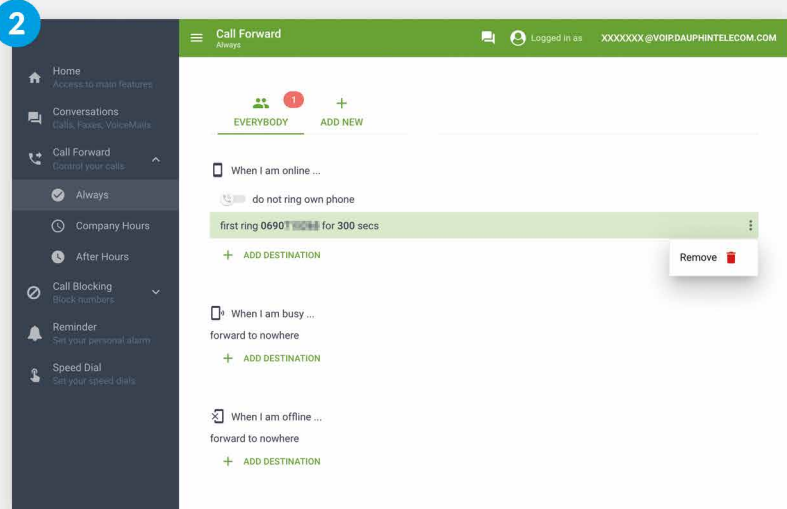 2
Call Forward
Always
Logged in as XXXXXXX@VOIP.DAUPHINTELECOM.COM
Home
Access to main features
Conversations
Calls, Faxes, VoiceMails
Call Forward
Control your calls
Always
Company Hours
After Hours
Call Blocking
Block numbers
Reminder
Set your personal alarm
Speed Dial
Set your speed dials
1
EVERYBODY
ADD NEW
When I am online ...
do not ring own phone
first ring 0690 for 300 secs
ADD DESTINATION
Remove
When I am busy ...
forward to nowhere
ADD DESTINATION
When I am offline ...
forward to nowhere
ADD DESTINATION